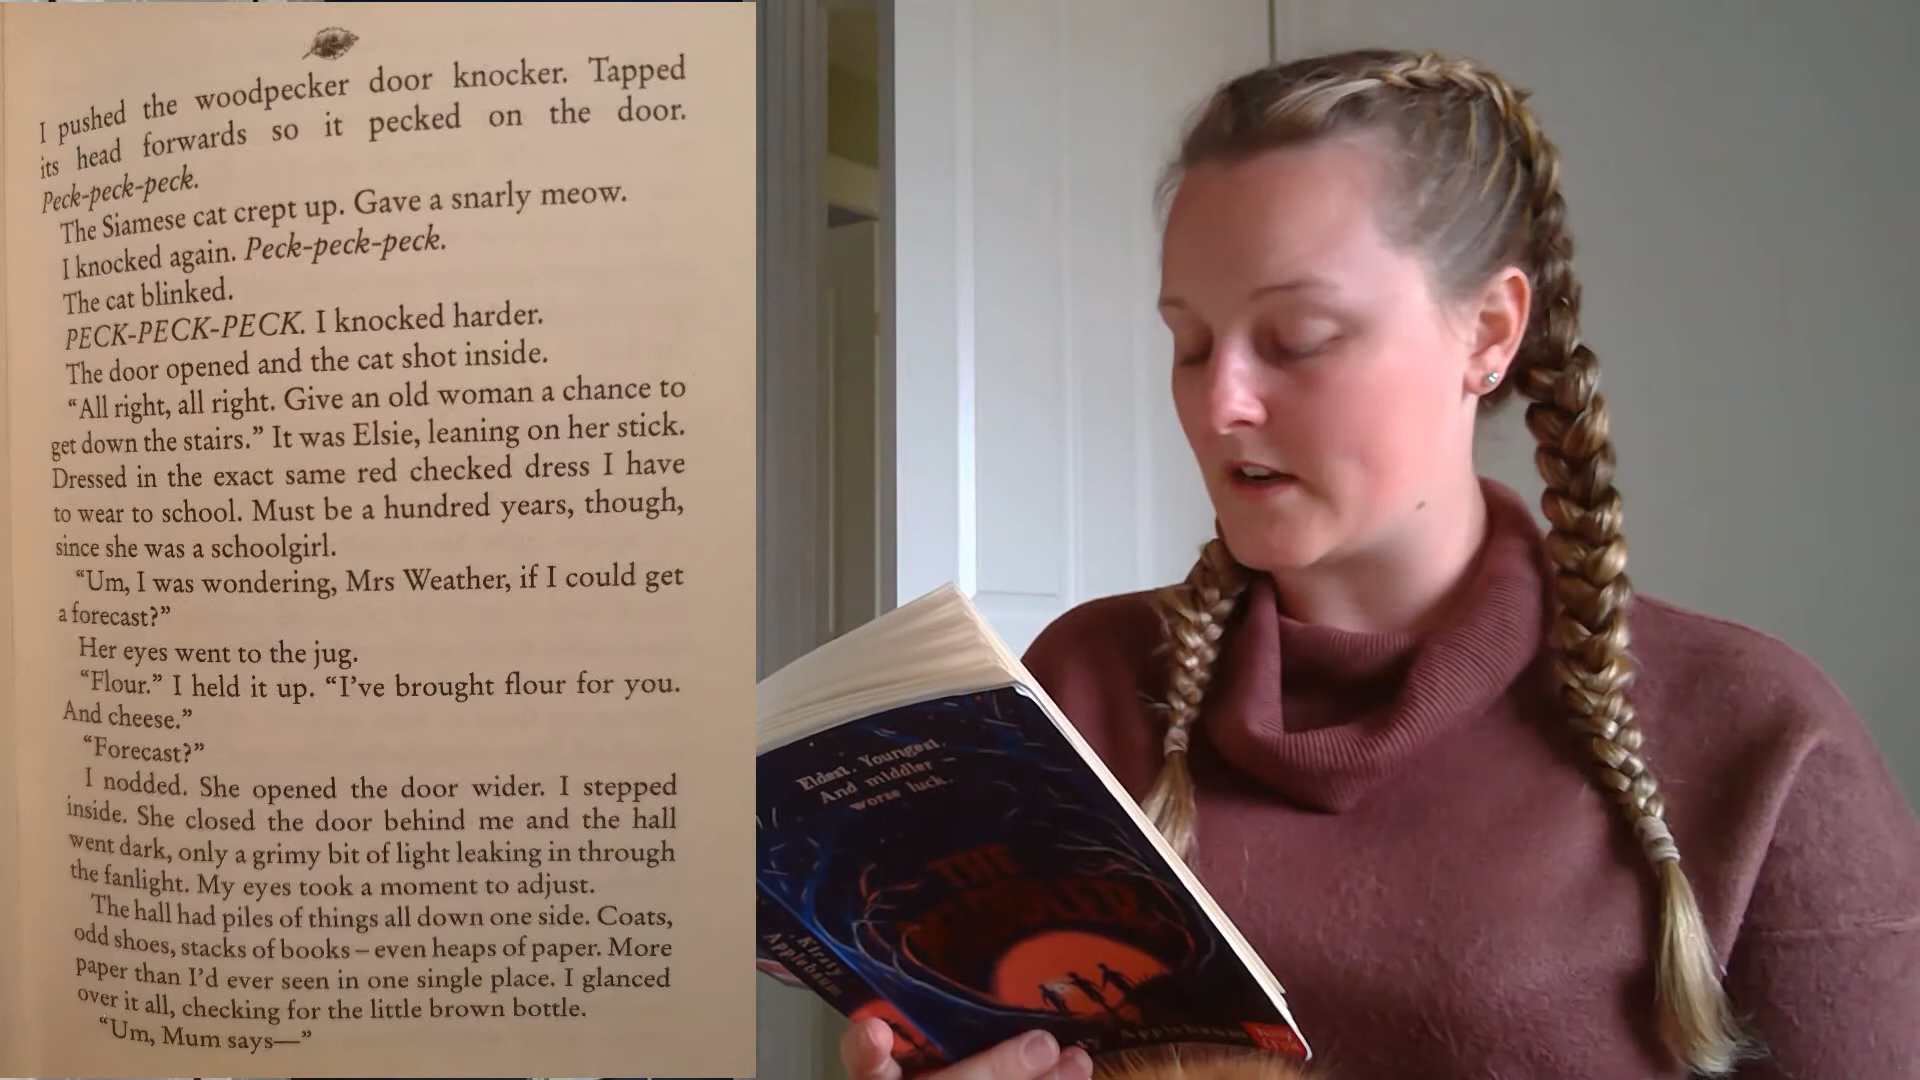 I pushed the woodpecker door knocker. Tapped
its head forwards so it pecked on the door.
Peck-peck-peck.
The Siamese cat crept up. Gave a snarly meow.
I knocked again. Peck-peck-peck.
The cat blinked.
PECK-PECK-PECK. I knocked harder.
The door opened and the cat shot inside.
“All right, all right. Give an old woman a chance to
get down the stairs.” It was Elsie, leaning on her stick.
Dressed in the exact same red checked dress I have
to wear to school. Must be a hundred years, though,
since she was a schoolgirl.
“Um, I was wondering, Mrs Weather, if I could get
a forecast?”
Her eyes went to the jug.
“Flour.” I held it up. “I’ve brought flour for you.
And cheese.”
“Forecast?”
I nodded. She opened the door wider. I stepped
inside. She closed the door behind me and the hall
went dark, only a grimy bit of light leaking in through
the fanlight. My eyes took a moment to adjust.
The hall had piles of things all down one side. Coats,
odd shoes, stacks of books – even heaps of paper. More
paper than I’d ever seen in one single place. I glanced
over it all, checking for the little brown bottle.
“Um, Mum says—”
Eldest. Youngest.
And middler –
worse luck.
THE
MIDDLER
Kirsty
Applebaum
Applebaum